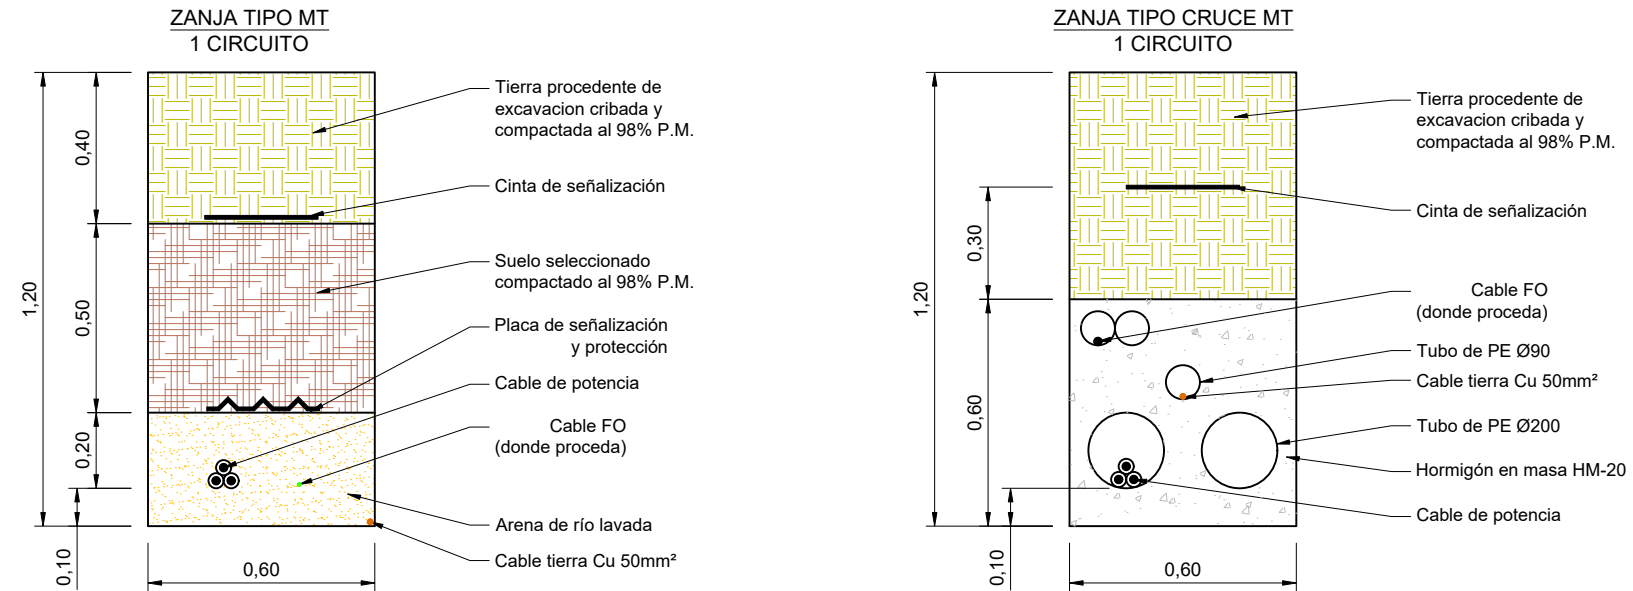 ZANJA TIPO MT
1 CIRCUITO
Tierra procedente de
excavacion cribada y
compactada al 98% P.M.
Cinta de señalización
Suelo seleccionado
compactado al 98% P.M.
Placa de señalización
y protección
Cable de potencia
Cable FO
(donde proceda)
Arena de río lavada
Cable tierra Cu 50mm²
1,20
0,40
0,50
0,20
0,10
0,60
ZANJA TIPO CRUCE MT
1 CIRCUITO
Tierra procedente de
excavacion cribada y
compactada al 98% P.M.
Cinta de señalización
Cable FO
(donde proceda)
Tubo de PE Ø90
Cable tierra Cu 50mm²
Tubo de PE Ø200
Hormigón en masa HM-20
Cable de potencia
1,20
0,30
0,60
0,10
0,60